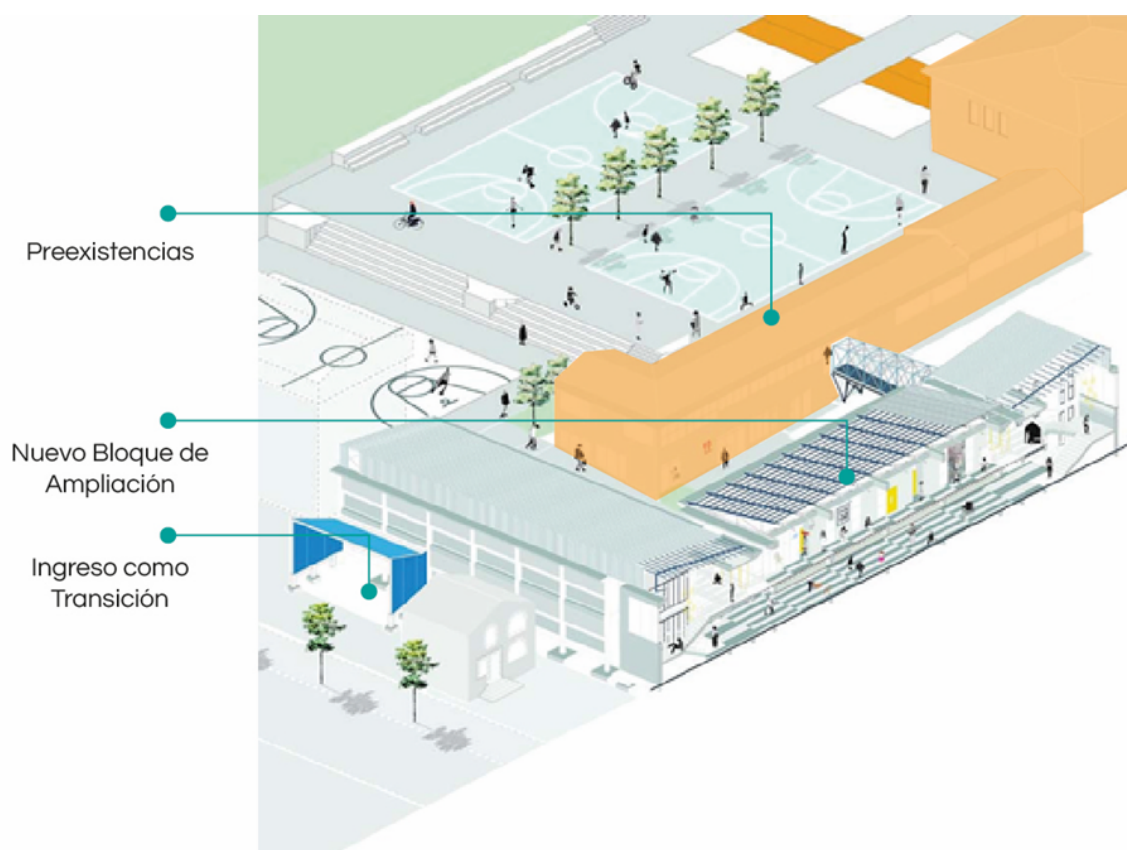 Preexistencias
Nuevo Bloque de
Ampliación
Ingreso como
Transición